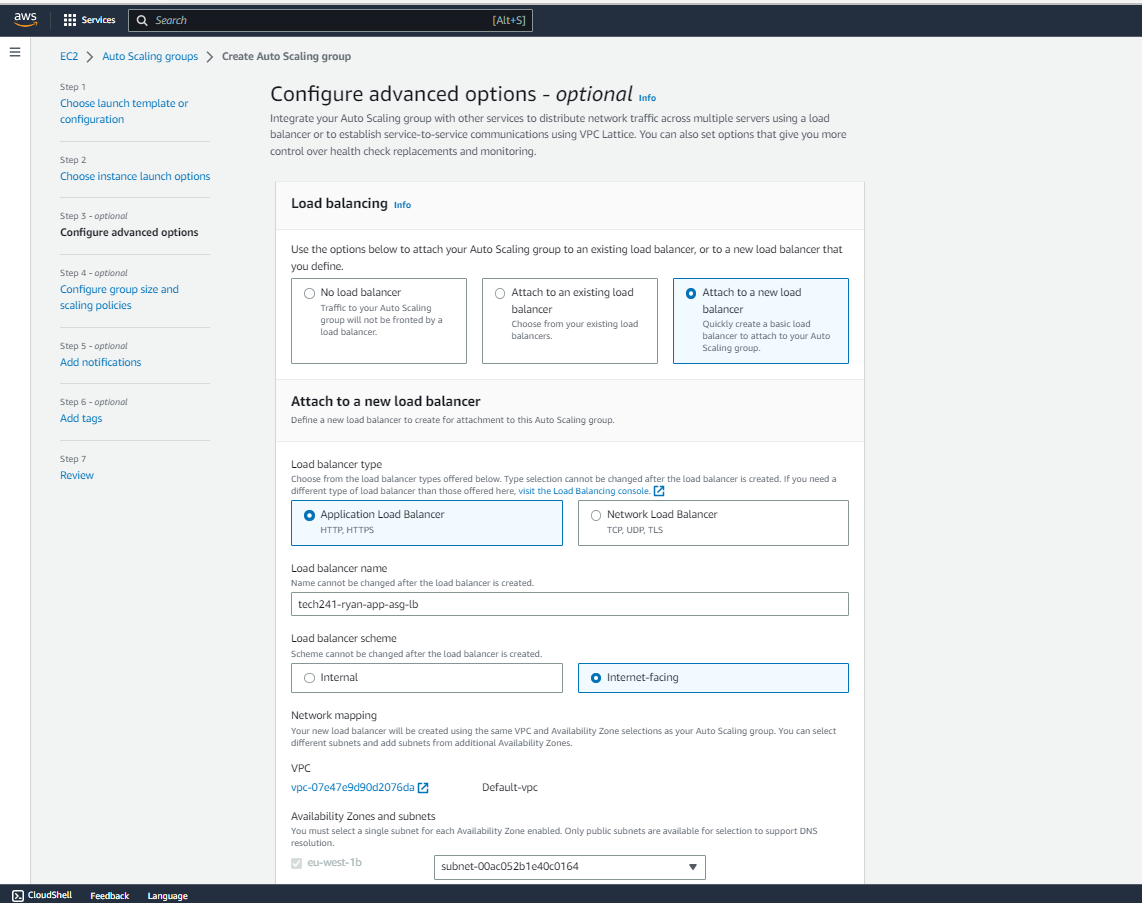 aws
Services
Search
[Alt+S]
EC2
Auto Scaling groups
Create Auto Scaling group
Step 1
Choose launch template or
configuration
Step 2
Choose instance launch options
Step 3 - optional
Configure advanced options
Step 4 - optional
Configure group size and
scaling policies
Step 5 - optional
Add notifications
Step 6 - optional
Add tags
Step 7
Review
Configure advanced options - optional Info
Integrate your Auto Scaling group with other services to distribute network traffic across multiple servers using a load
balancer or to establish service-to-service communications using VPC Lattice. You can also set options that give you more
control over health check replacements and monitoring.
Load balancing Info
Use the options below to attach your Auto Scaling group to an existing load balancer, or to a new load balancer that
you define.
No load balancer
Traffic to your Auto Scaling
group will not be fronted by a
load balancer.
Attach to an existing load
balancer
Choose from your existing load
balancers.
Attach to a new load
balancer
Quickly create a basic load
balancer to attach to your Auto
Scaling group.
Attach to a new load balancer
Define a new load balancer to create for attachment to this Auto Scaling group.
Load balancer type
Choose from the load balancer types offered below. Type selection cannot be changed after the load balancer is created. If you need a
different type of load balancer than those offered here, visit the Load Balancing console.
Application Load Balancer
HTTP, HTTPS
Network Load Balancer
TCP, UDP, TLS
Load balancer name
Name cannot be changed after the load balancer is created.
tech241-ryan-app-asg-lb
Load balancer scheme
Scheme cannot be changed after the load balancer is created.
Internal
Internet-facing
Network mapping
Your new load balancer will be created using the same VPC and Availability Zone selections as your Auto Scaling group. You can select
different subnets and add subnets from additional Availability Zones.
VPC
vpc-07e47e9d90d2076da
Default-vpc
Availability Zones and subnets
You must select a single subnet for each Availability Zone enabled. Only public subnets are available for selection to support DNS
resolution.
eu-west-1b
subnet-00ac052b1e40c0164
CloudShell
Feedback
Language